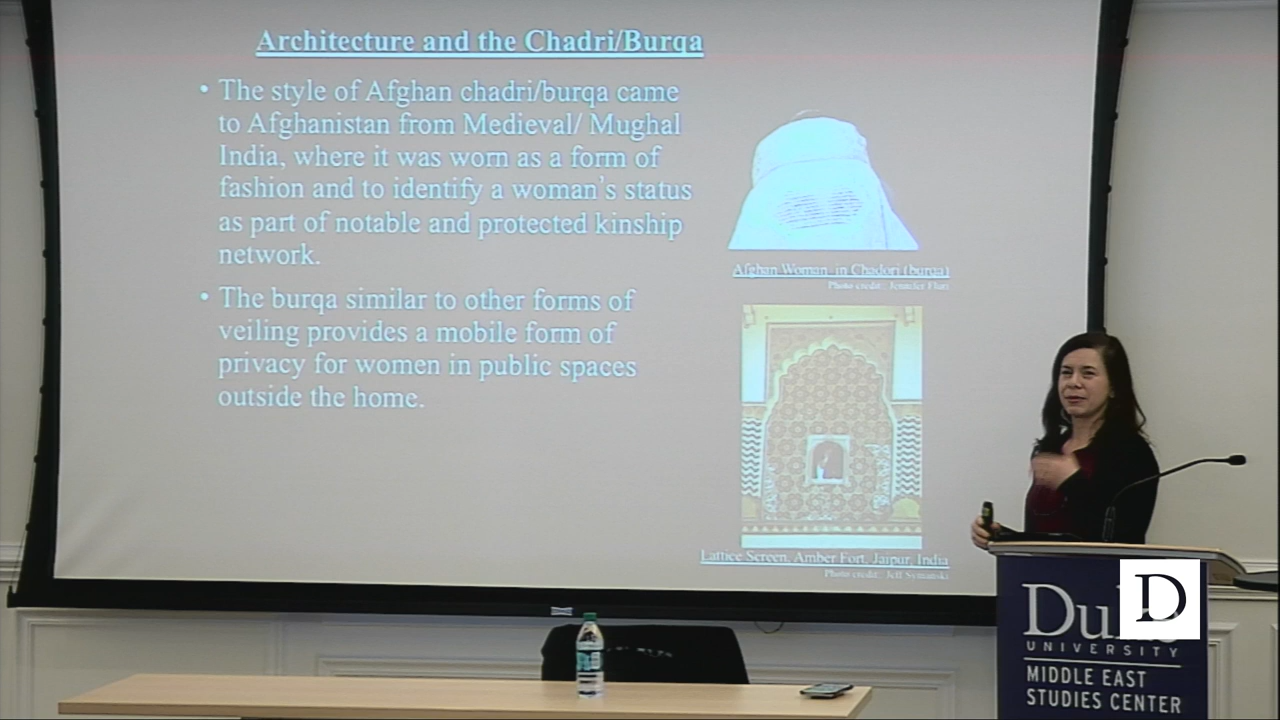 Architecture and the Chadri/Burqa
• The style of Afghan chadri/burqa came
to Afghanistan from Medieval/ Mughal
India, where it was worn as a form of
fashion and to identify a woman's status
as part of notable and protected kinship
network.
• The burqa similar to other forms of
veiling provides a mobile form of
privacy for women in public spaces
outside the home.
Afghan Woman in Chadori (burqa)
Photo credit: Jennifer Fluri
Lattice Screen, Amber Fort, Jaipur, India
Photo credit: Jeff Symanski
D
UNIVERSITY
MIDDLE EAST
STUDIES CENTER